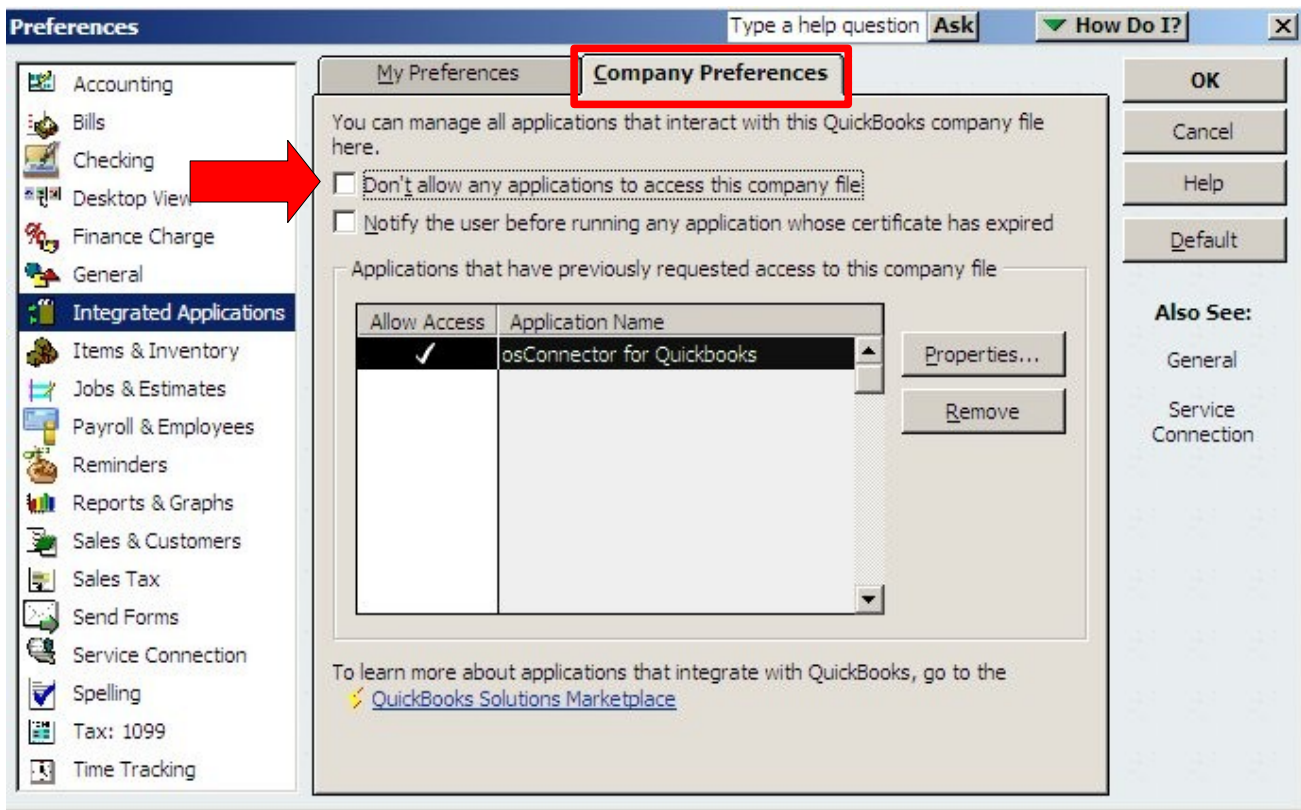 Preferences
Type a help question Ask
How Do I?
Accounting
Bills
Checking
Desktop View
Finance Charge
General
Integrated Applications
Items & Inventory
Jobs & Estimates
Payroll & Employees
Reminders
Reports & Graphs
Sales & Customers
Sales Tax
Send Forms
Service Connection
Spelling
Tax: 1099
Time Tracking
My Preferences
Company Preferences
You can manage all applications that interact with this QuickBooks company file
here.
Don't allow any applications to access this company file
Notify the user before running any application whose certificate has expired
Applications that have previously requested access to this company file
Allow Access Application Name
osConnector for Quickbooks
Properties...
Remove
To learn more about applications that integrate with QuickBooks, go to the
QuickBooks Solutions Marketplace
OK
Cancel
Help
Default
Also See:
General
Service
Connection